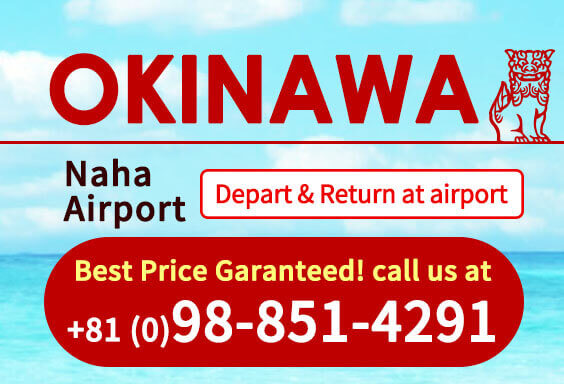 OKINAWA
Naha
Airport
Depart & Return at airport
Best Price Garanteed! call us at
+81 (0)98-851-4291